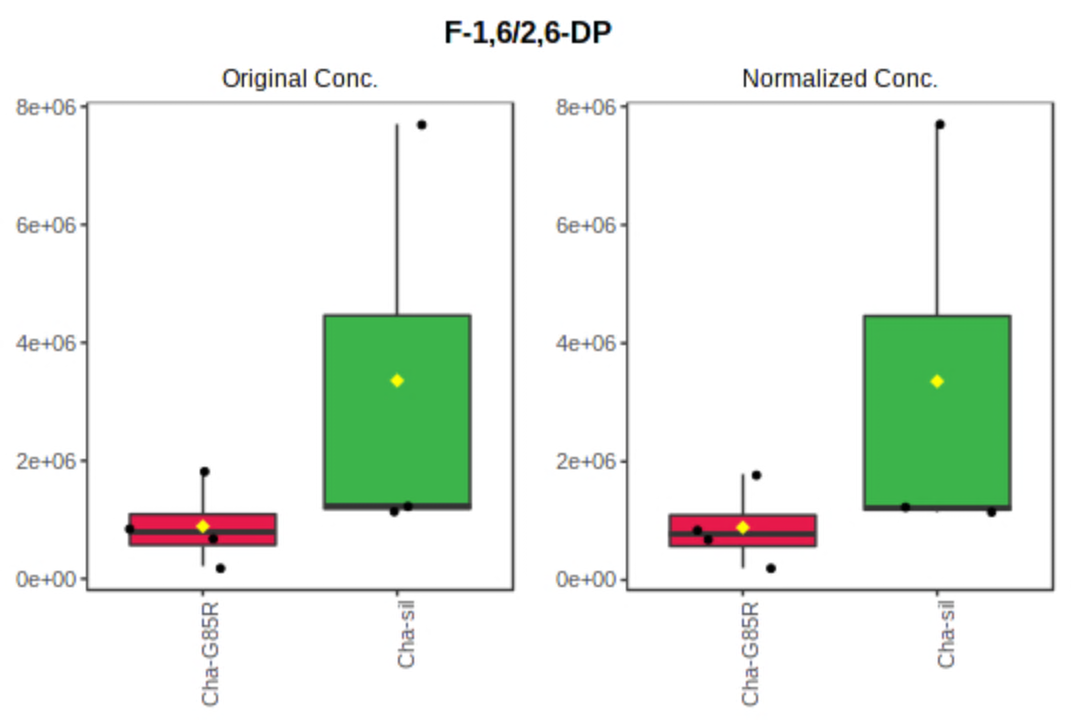 F-1,6/2,6-DP
Original Conc.
8e+06
6e+06
4e+06
2e+06
0e+00
Cha-G85R
Cha-sil
Normalized Conc.
8e+06
6e+06
4e+06
2e+06
0e+00
Cha-G85R
Cha-sil